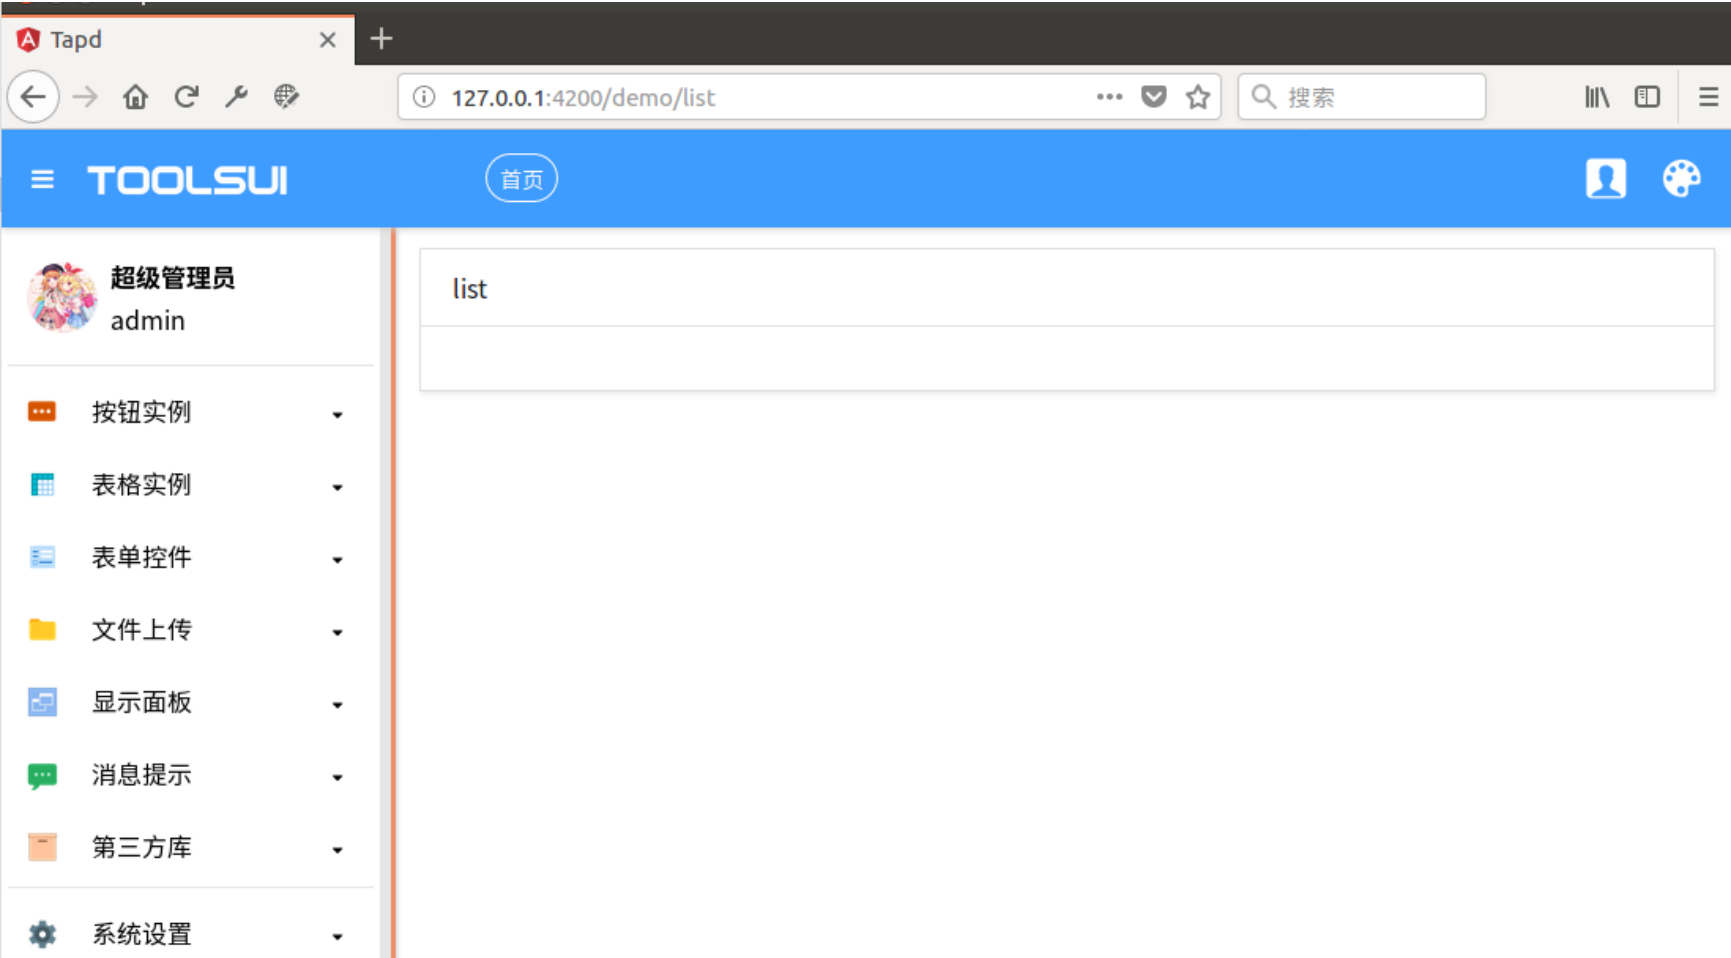 Tapd
127.0.0.1:4200/demo/list
搜索
TOOLSUI
首页
超级管理员
admin
list
按钮实例
表格实例
表单控件
文件上传
显示面板
消息提示
第三方库
系统设置